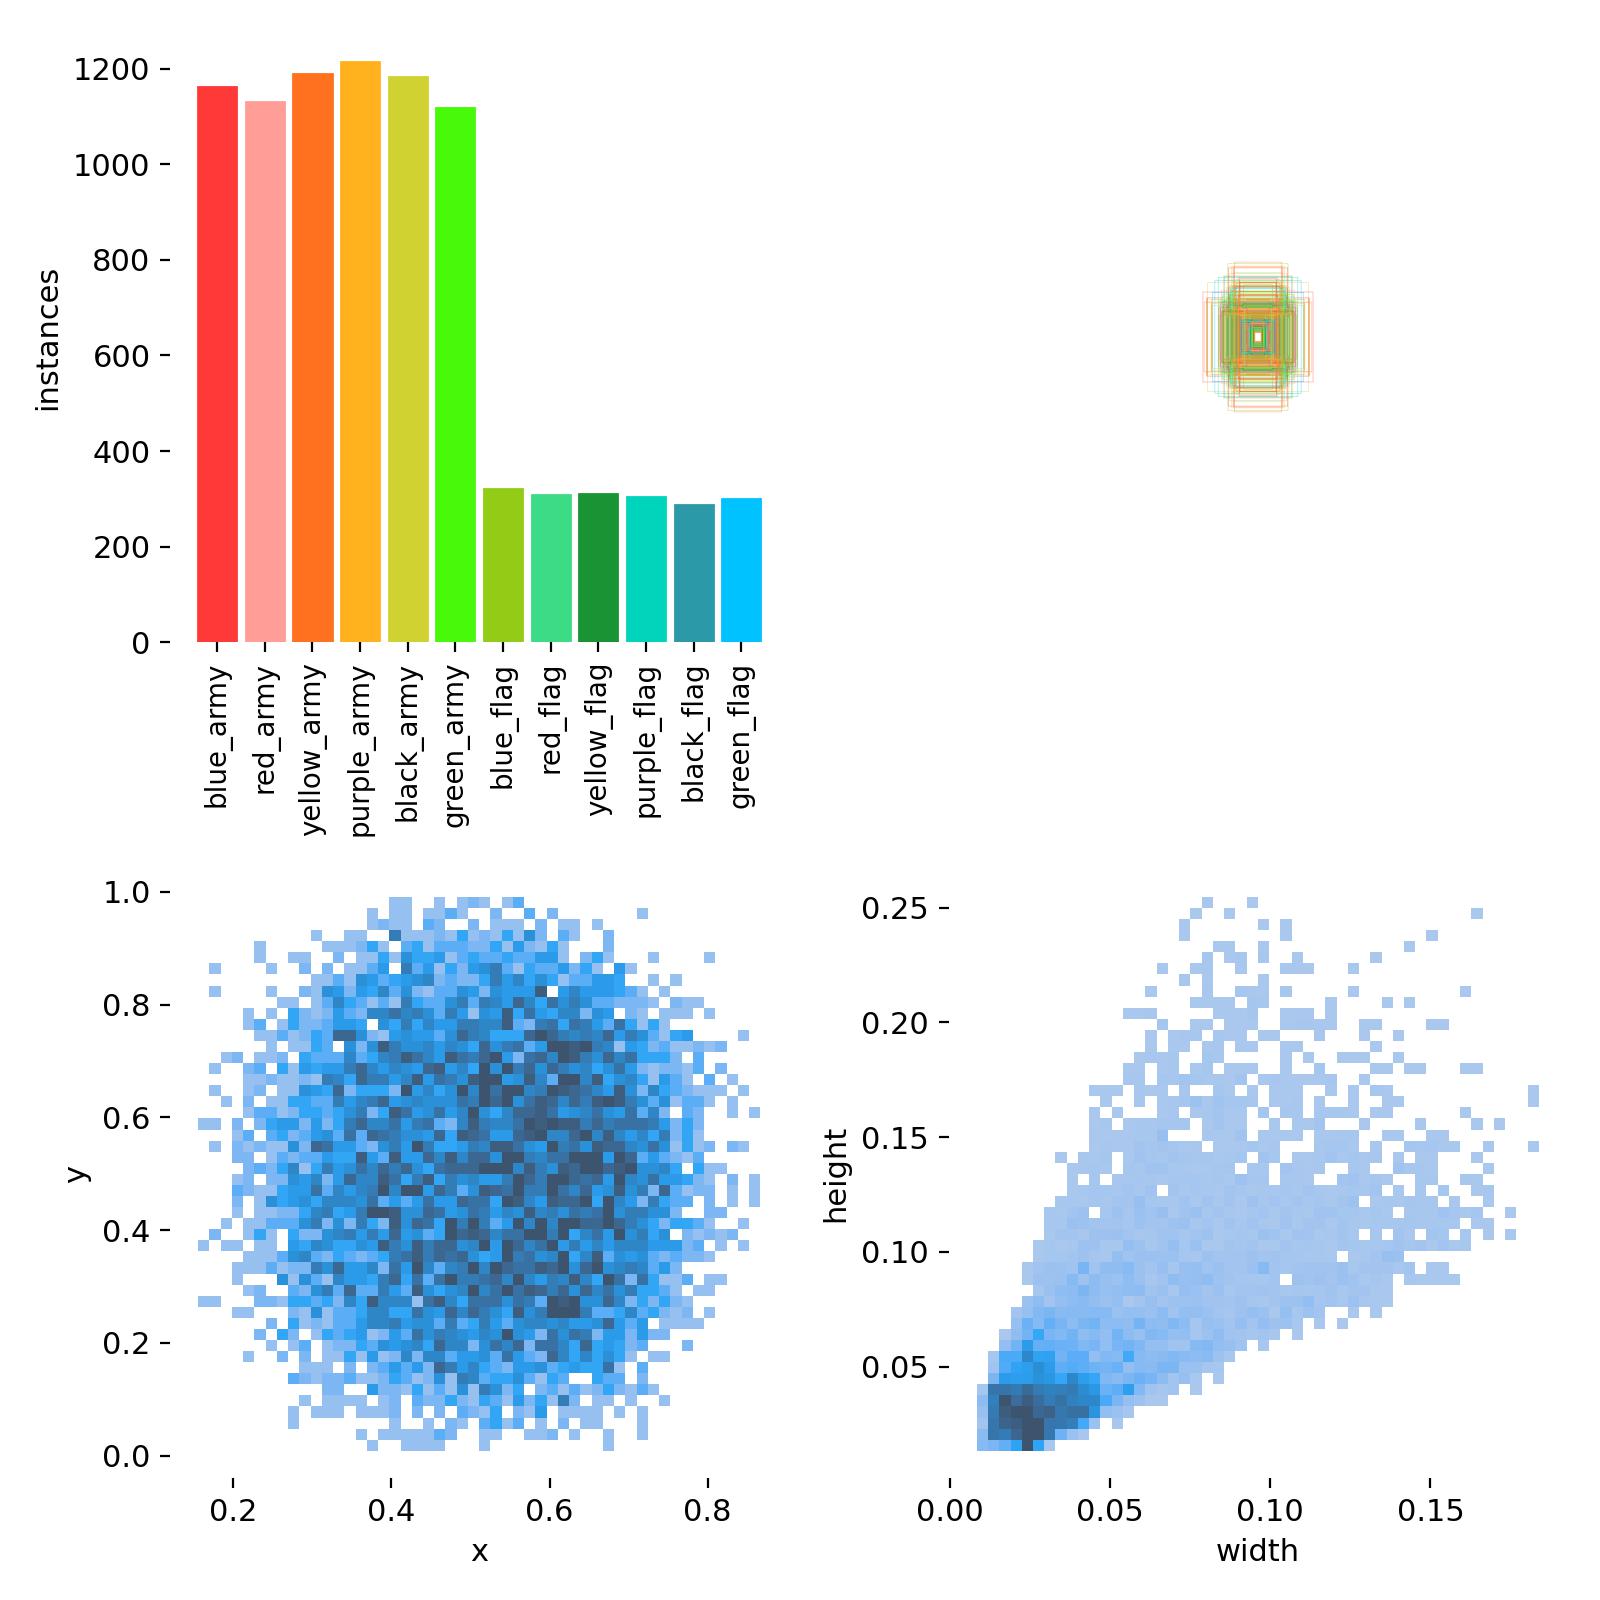 instances
1200
1000
800
600
400
200
0
blue_army
red_army
yellow_army
purple_army
black_army
green_army
blue_flag
red_flag
yellow_flag
purple_flag
black_flag
green_flag
y
1.0
0.8
0.6
0.4
0.2
0.0
0.2 0.4 0.6 0.8
x
height
0.25
0.20
0.15
0.10
0.05
0.00 0.05 0.10 0.15
width